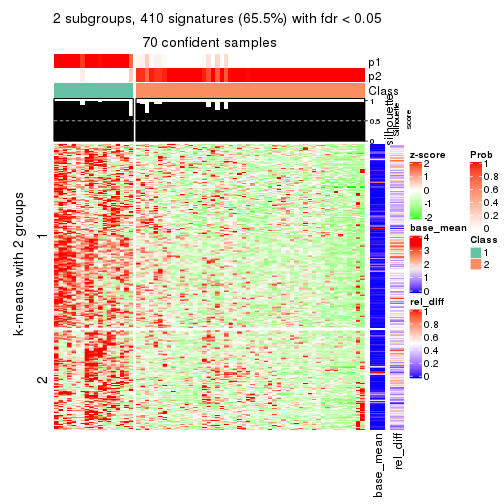 2 subgroups, 410 signatures (65.5%) with fdr < 0.05
70 confident samples
p1
p2
Class
silhouette
1
0.5
0
Silhouette
score
k-means with 2 groups
1
2
base_mean
rel_diff
z-score
2
1
0
-1
-2
base_mean
4
3
2
1
0
rel_diff
1
0.8
0.6
0.4
0.2
0
Prob
1
0.8
0.6
0.4
0.2
0
Class
1
2